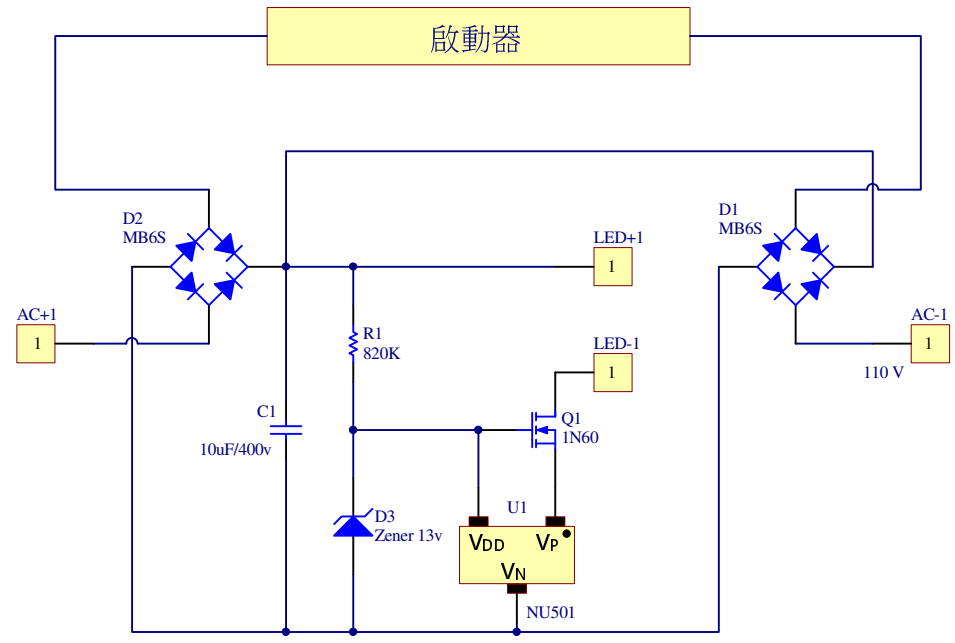 啟動器
D2
MB6S
D1
MB6S
LED+1
1
AC+1
1
R1
820K
LED-1
1
AC-1
1
110 V
C1
10uF/400v
Q1
1N60
D3
Zener 13v
U1
VDD
VP
VN
NU501